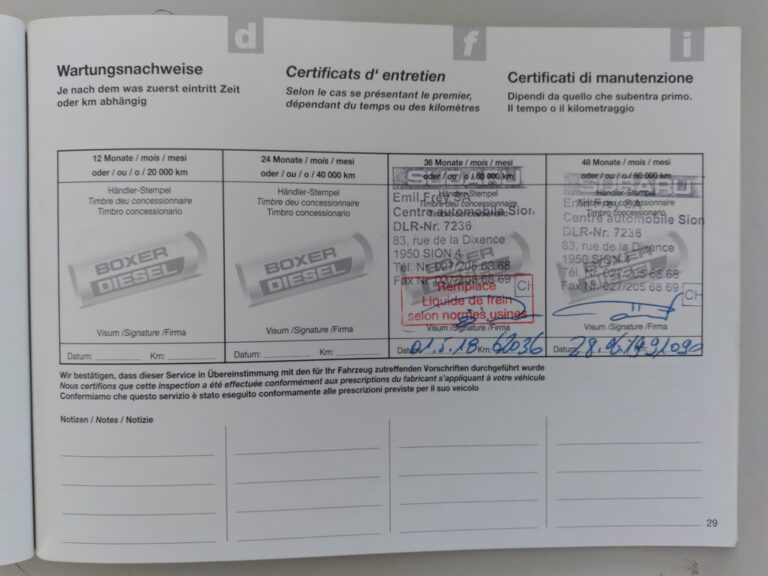 d
f
i
Wartungsnachweise
Je nach dem was zuerst eintritt Zeit
oder km abhängig
Certificats d' entretien
Selon le cas se présentant le premier,
dépendant du temps ou des kilomètres
Certificati di manutenzione
Dipendi da quello che subentra primo.
Il tempo o il kilometraggio
12 Monate / mois / mesi
oder / ou / o / 20 000 km
Händler-Stempel
Timbre deu concessionnaire
Timbro concessionario
BOXER
DIESEL
Visum /Signature /Firma
Datum: Km:
24 Monate / mois / mesi
oder / ou / o / 40 000 km
Händler-Stempel
Timbre deu concessionnaire
Timbro concessionario
BOXER
DIESEL
Visum /Signature /Firma
Datum: Km:
36 Monate / mois / mesi
oder / ou / o / 60 000 km
SUBARU
Händler-Stempel
Emil Frey SA
Timbre deu concessionnaire
Centre automobile Sion
Timbro concessionario
DLR-Nr. 7236
83, rue de la Dixence
1950 SION 4
Tél. Nr. 027/205 68 68
Fax Nr. 027/205 68 69
CH
Remplacé
Liquide de frein
selon normes usines
Visum /Signature /Firma
Datum: 01.5.18 Km: 62036
48 Monate / mois / mesi
oder / ou / o / 80 000 km
SUBARU
Händler-Stempel
Emil Frey SA
Timbre deu concessionnaire
Centre automobile Sion
Timbro concessionario
DLR-Nr. 7236
83, rue de la Dixence
1950 SION 4
Tél. Nr. 027/205 68 68
Fax Nr. 027/205 68 69
CH
Visum /Signature /Firma
Datum: 28.6.19 91090
Wir bestätigen, dass dieser Service in Übereinstimmung mit den für Ihr Fahrzeug zutreffenden Vorschriften durchgeführt wurde
Nous certifions que cette inspection a été effectuée conformément aux prescriptions du fabricant s'appliquant à votre véhicule
Confermiamo che questo servizio è stato eseguito conformamente alle prescrizioni previste per il suo veicolo
Notizen / Notes / Notizie
29